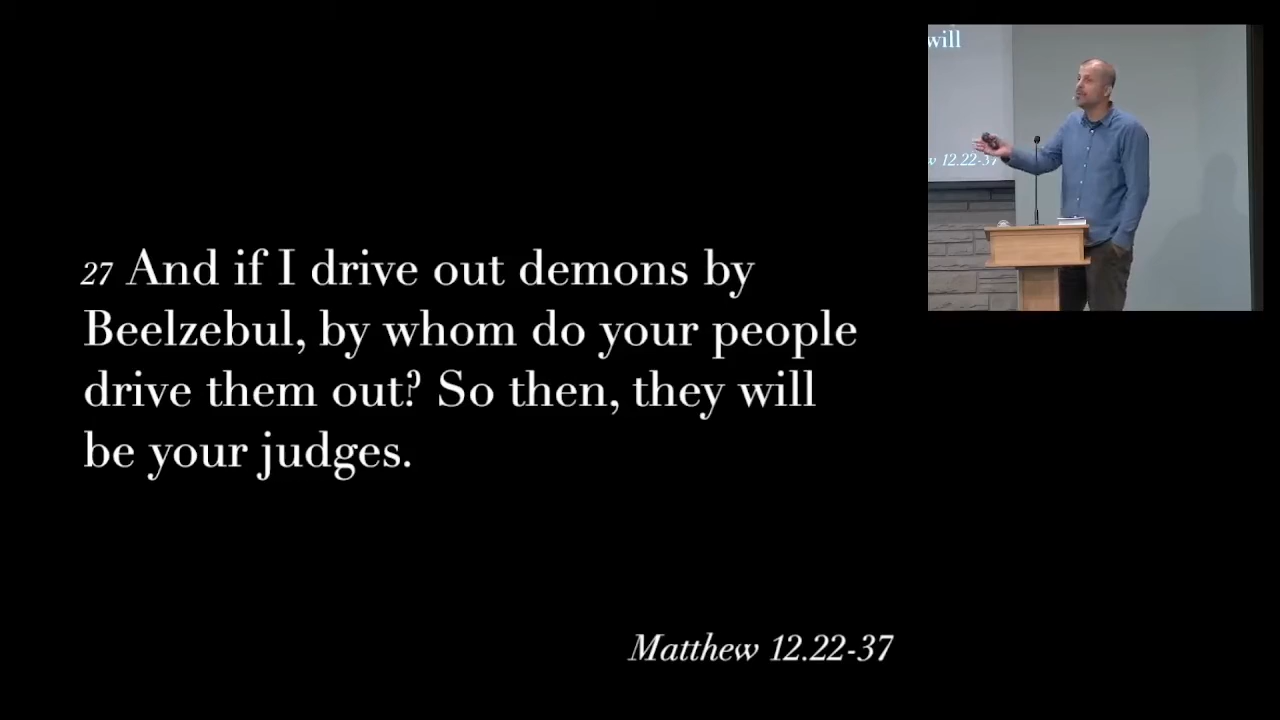 27 And if I drive out demons by
Beelzebul, by whom do your people
drive them out? So then, they will
be your judges.
Matthew 12.22-37
will
w 12.22-37